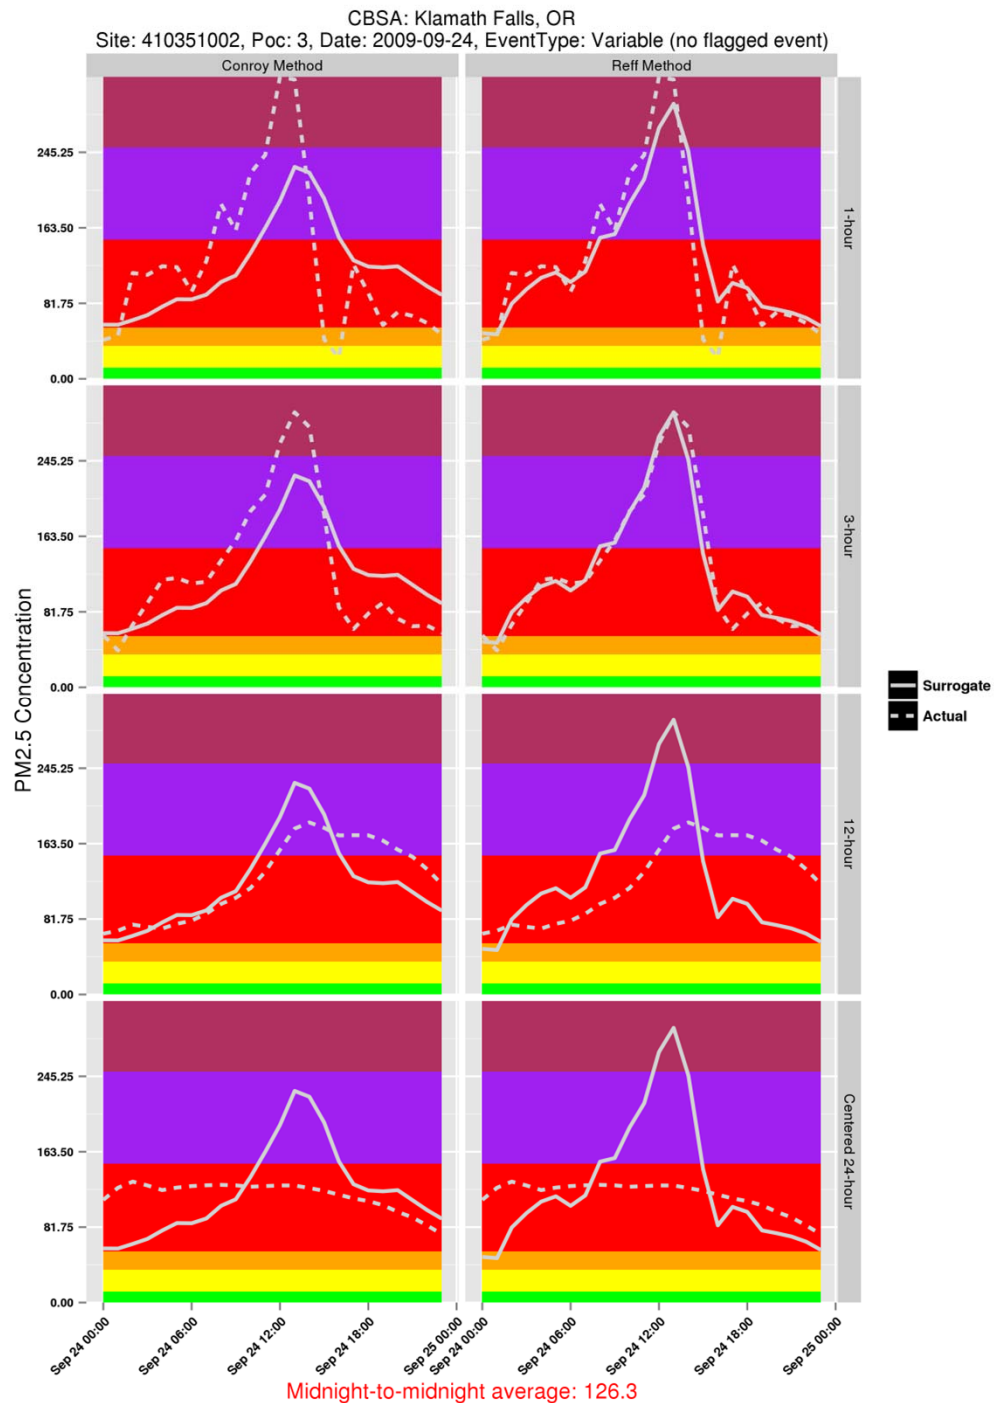 CBSA: Klamath Falls, OR
Site: 410351002, Poc: 3, Date: 2009-09-24, EventType: Variable (no flagged event)
Conroy Method
Reff Method
245.25
163.50
81.75
0.00
1-hour
245.25
163.50
81.75
0.00
3-hour
PM2.5 Concentration
Surrogate
Actual
245.25
163.50
81.75
0.00
12-hour
245.25
163.50
81.75
0.00
Centered 24-hour
Sep 24 00:00
Sep 24 06:00
Sep 24 12:00
Sep 24 18:00
Sep 25 00:00
Sep 24 00:00
Sep 24 06:00
Sep 24 12:00
Sep 24 18:00
Sep 25 00:00
Midnight-to-midnight average: 126.3